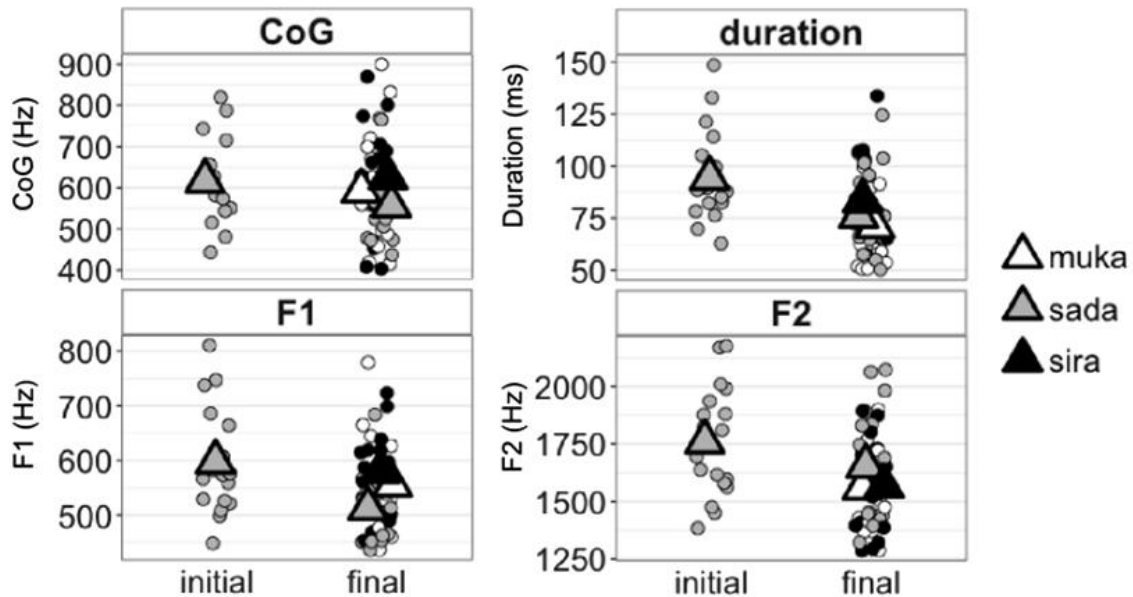 CoG
duration
CoG (Hz)
900
800
700
600
500
400
Duration (ms)
150
125
100
75
50
F1
F2
F1 (Hz)
800
700
600
500
F2 (Hz)
2000
1750
1500
1250
initial
final
initial
final
muka
sada
sira